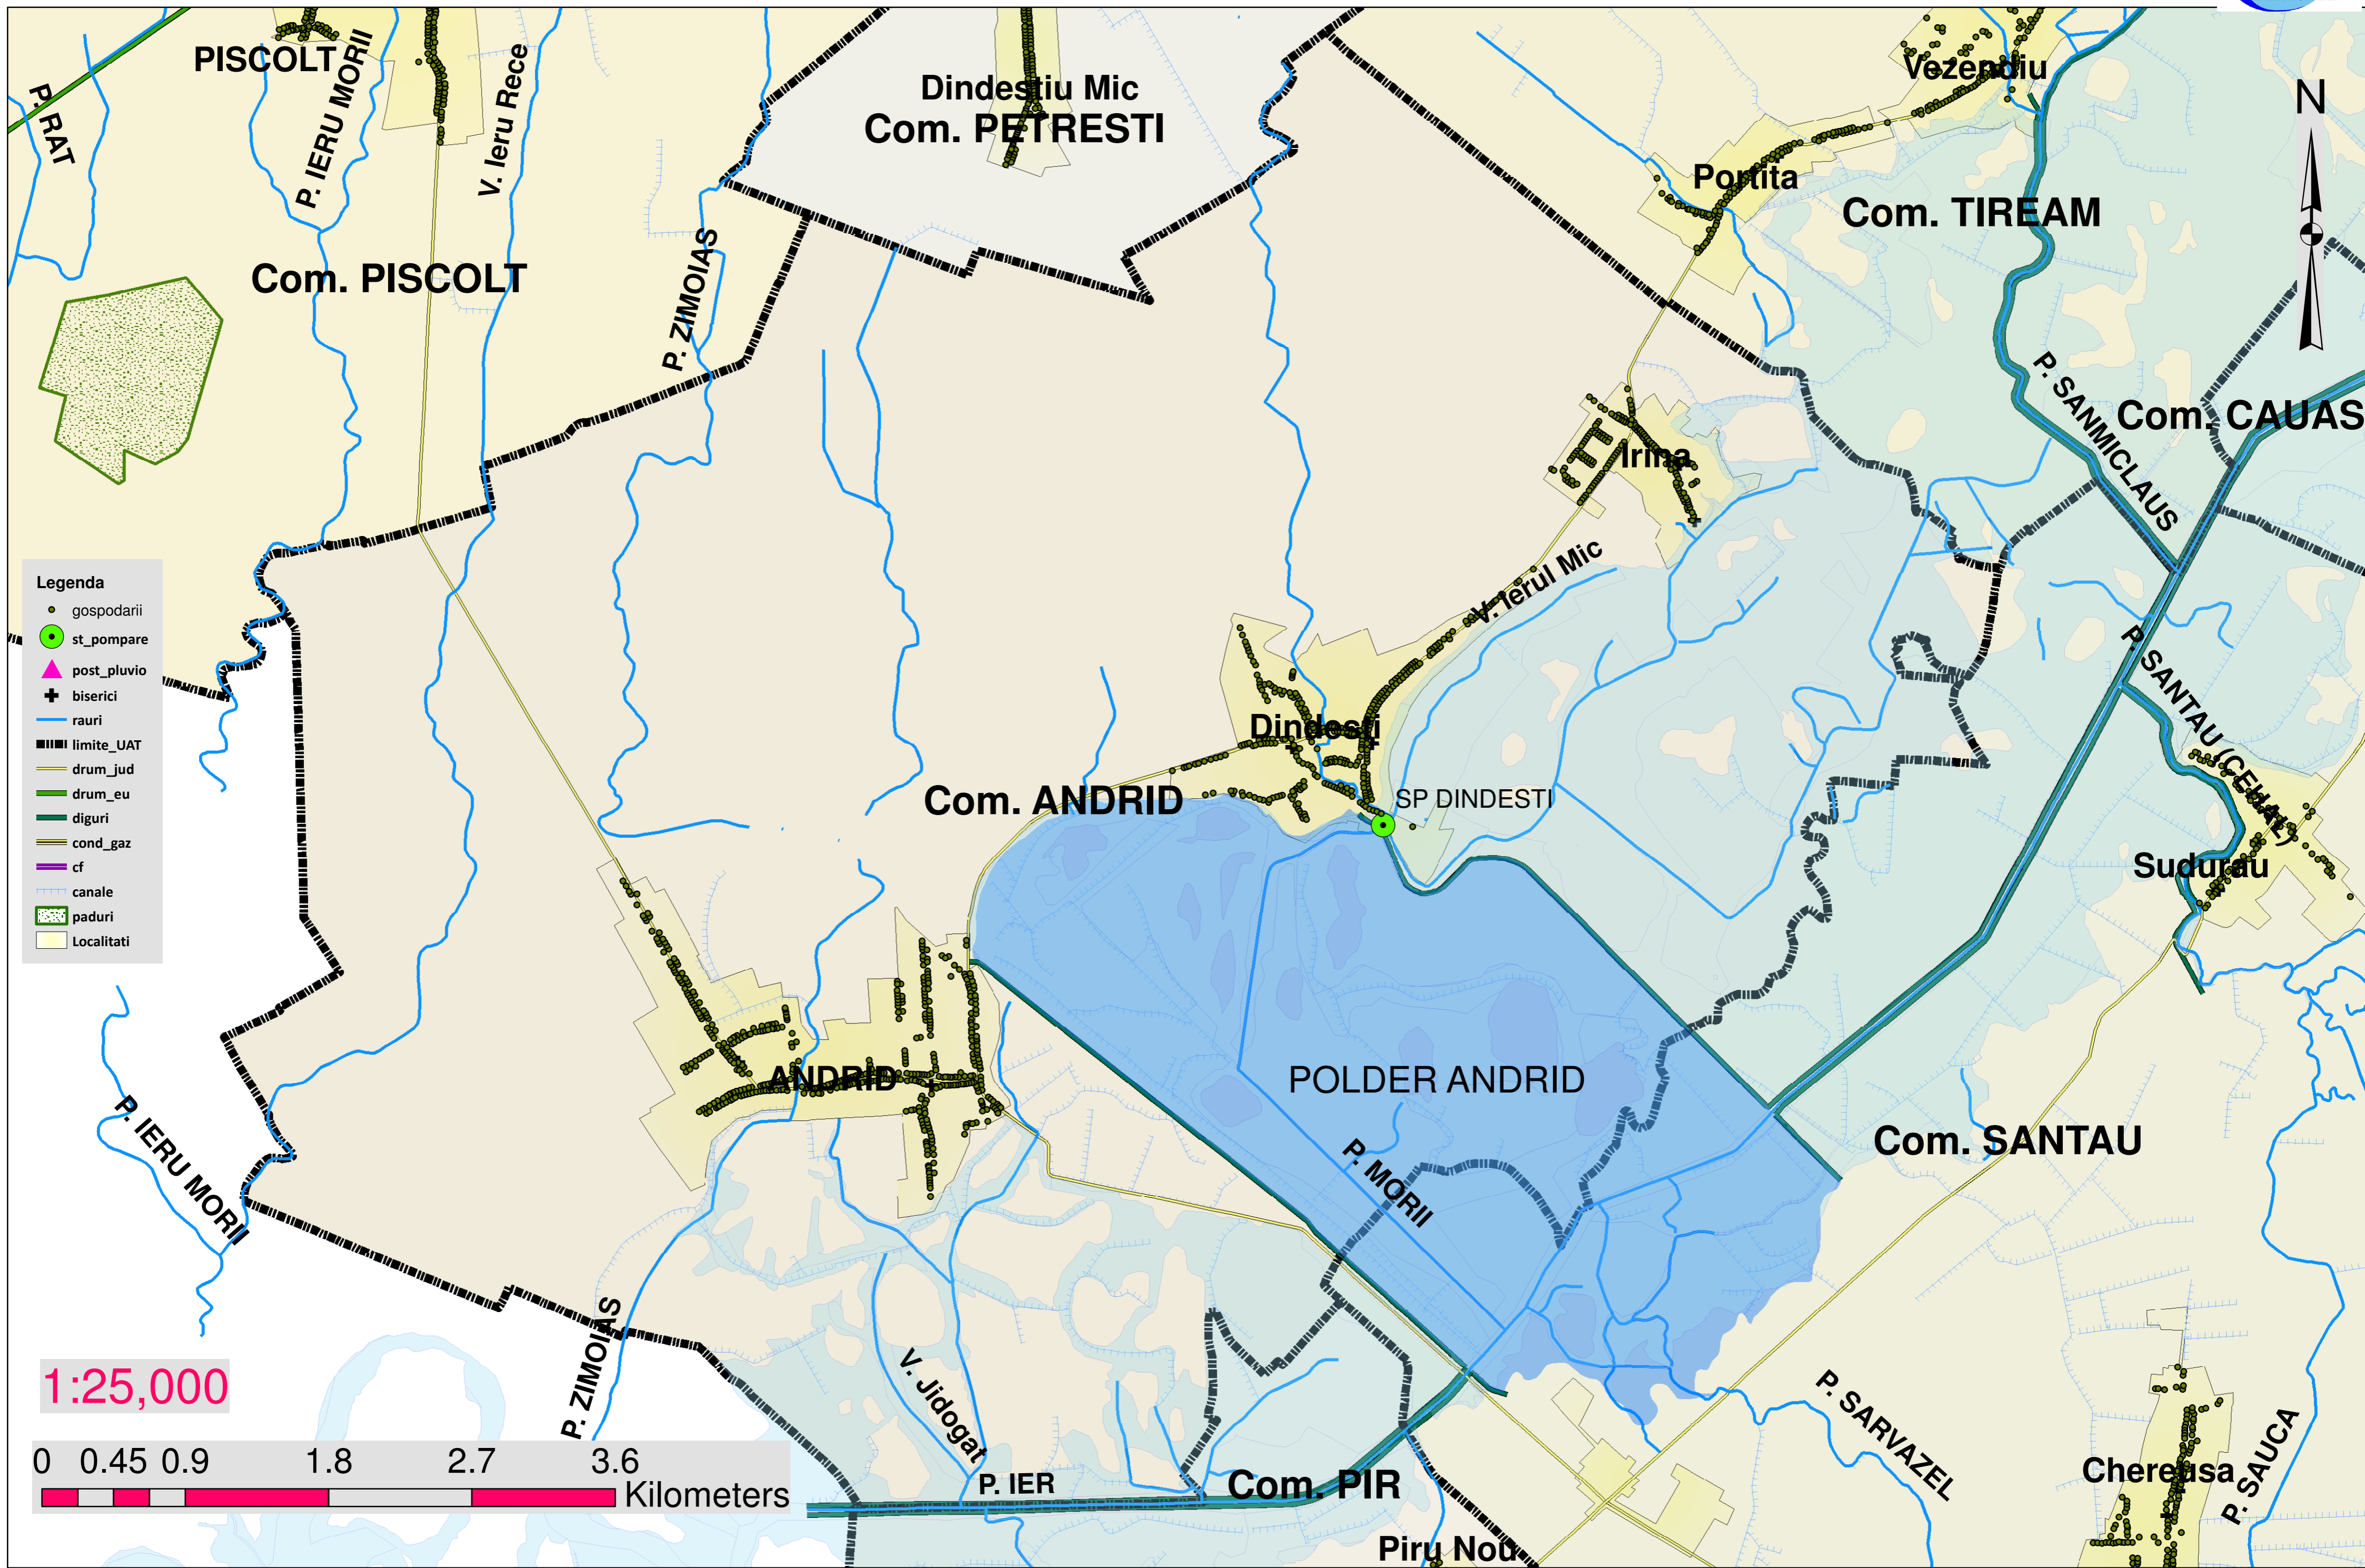 PISCOLT
P. IERU MORII
V. Ieru Rece
P. RAT
Dindestiu Mic
Com. PETRESTI
Vezendiu
N
Portita
Com. TIREAM
Com. PISCOLT
P. ZIMOIAS
P. SANMICLAUS
Com. CAUAS
Irina
V. Ierul Mic
Legenda
gospodarii
st_pompare
post_pluvio
biserici
rauri
limite_UAT
drum_jud
drum_eu
diguri
cond_gaz
cf
canale
paduri
Localitati
Dindesti
Com. ANDRID
SP DINDESTI
P. SANTAU (CEHAL)
Sudurau
ANDRID
POLDER ANDRID
P. MORII
Com. SANTAU
P. IERU MORII
P. ZIMOIAS
V. Jidogat
P. IER
Com. PIR
Piru Nou
P. SARVAZEL
Chereusa
P. SAUCA
1:25,000
0 0.45 0.9 1.8 2.7 3.6
Kilometers